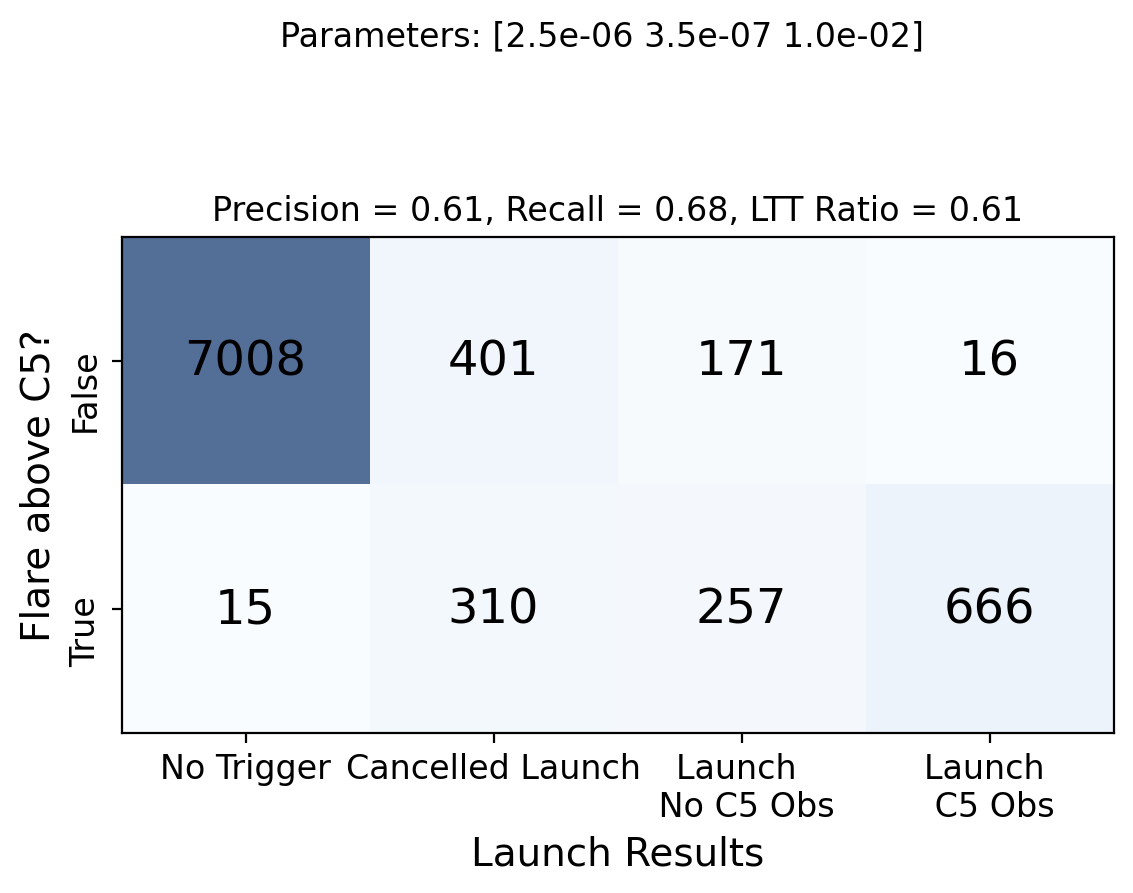 Parameters: [2.5e-06 3.5e-07 1.0e-02]
Precision = 0.61, Recall = 0.68, LTT Ratio = 0.61
Flare above C5?
False
7008 401 171 16
True
15 310 257 666
No Trigger Cancelled Launch Launch Launch
No C5 Obs C5 Obs
Launch Results